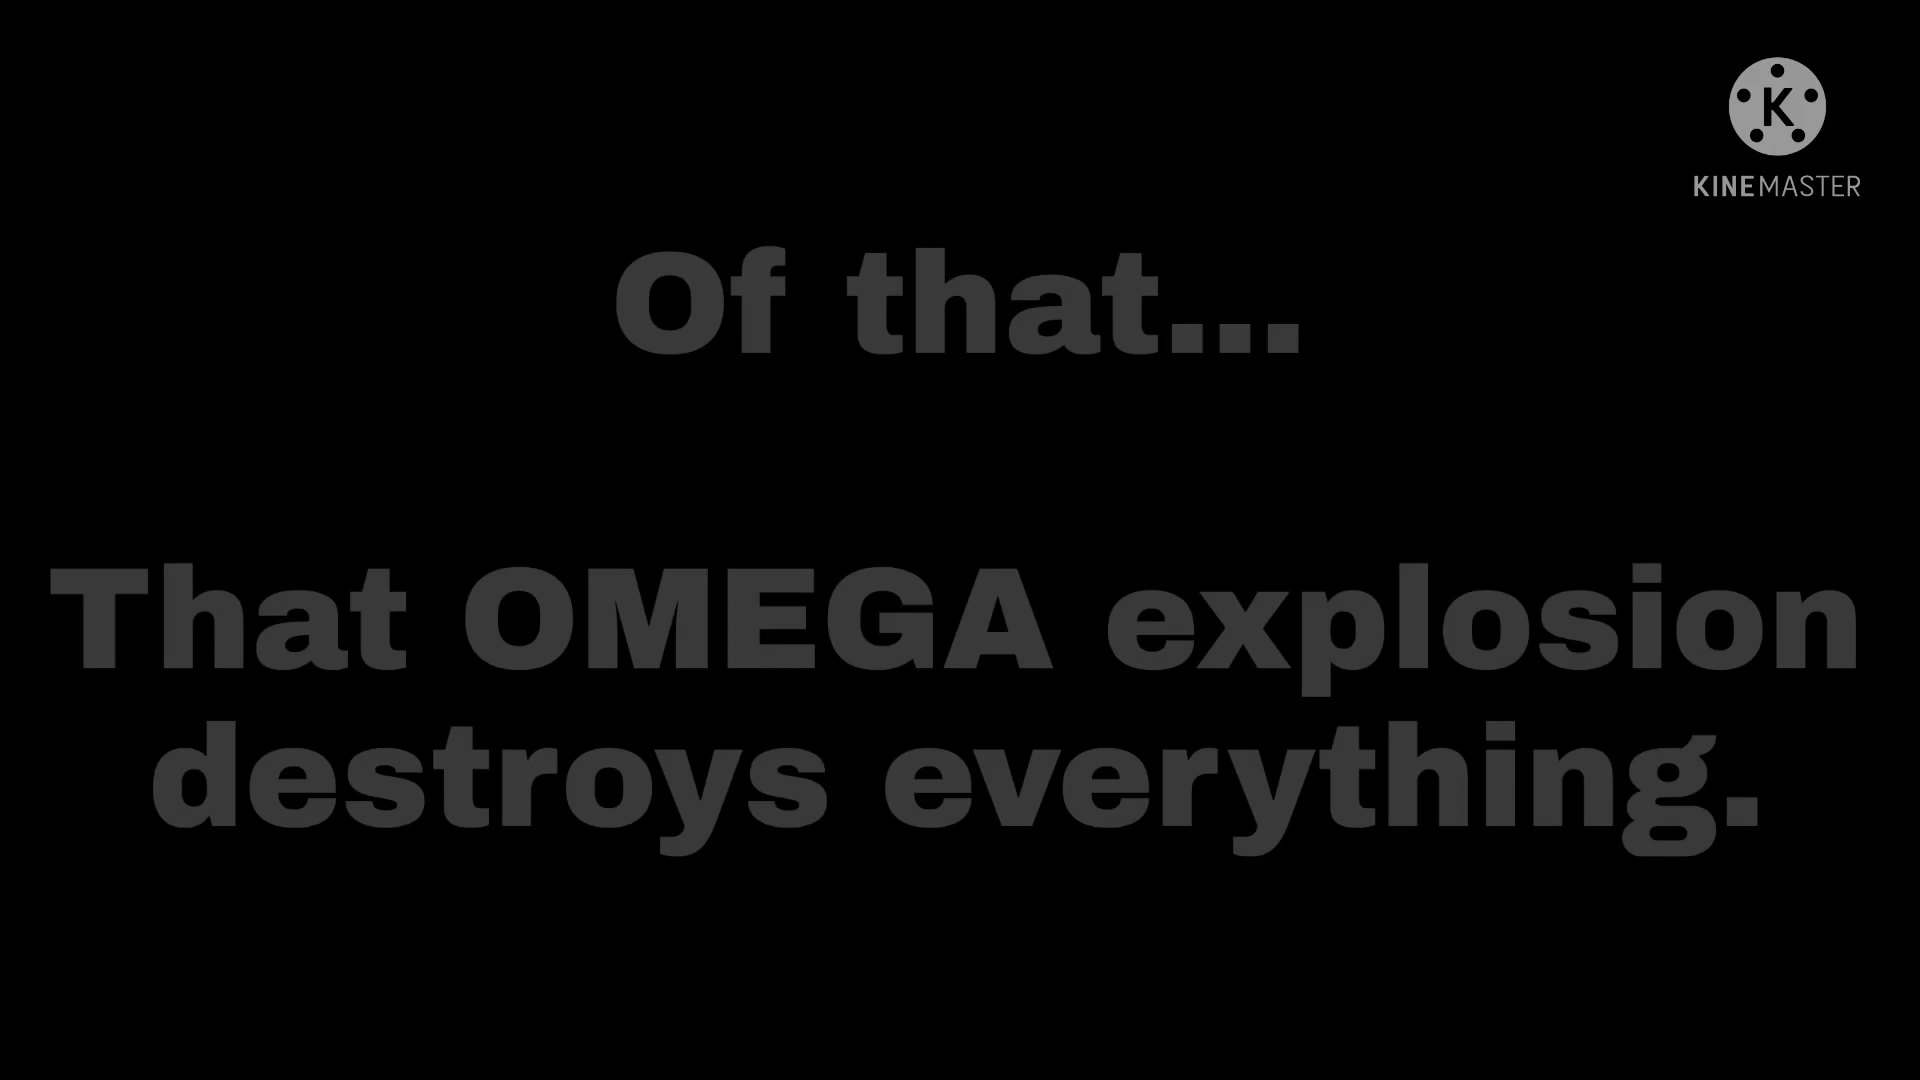 K
KINEMASTER
Of that...
That OMEGA explosion
destroys everything.